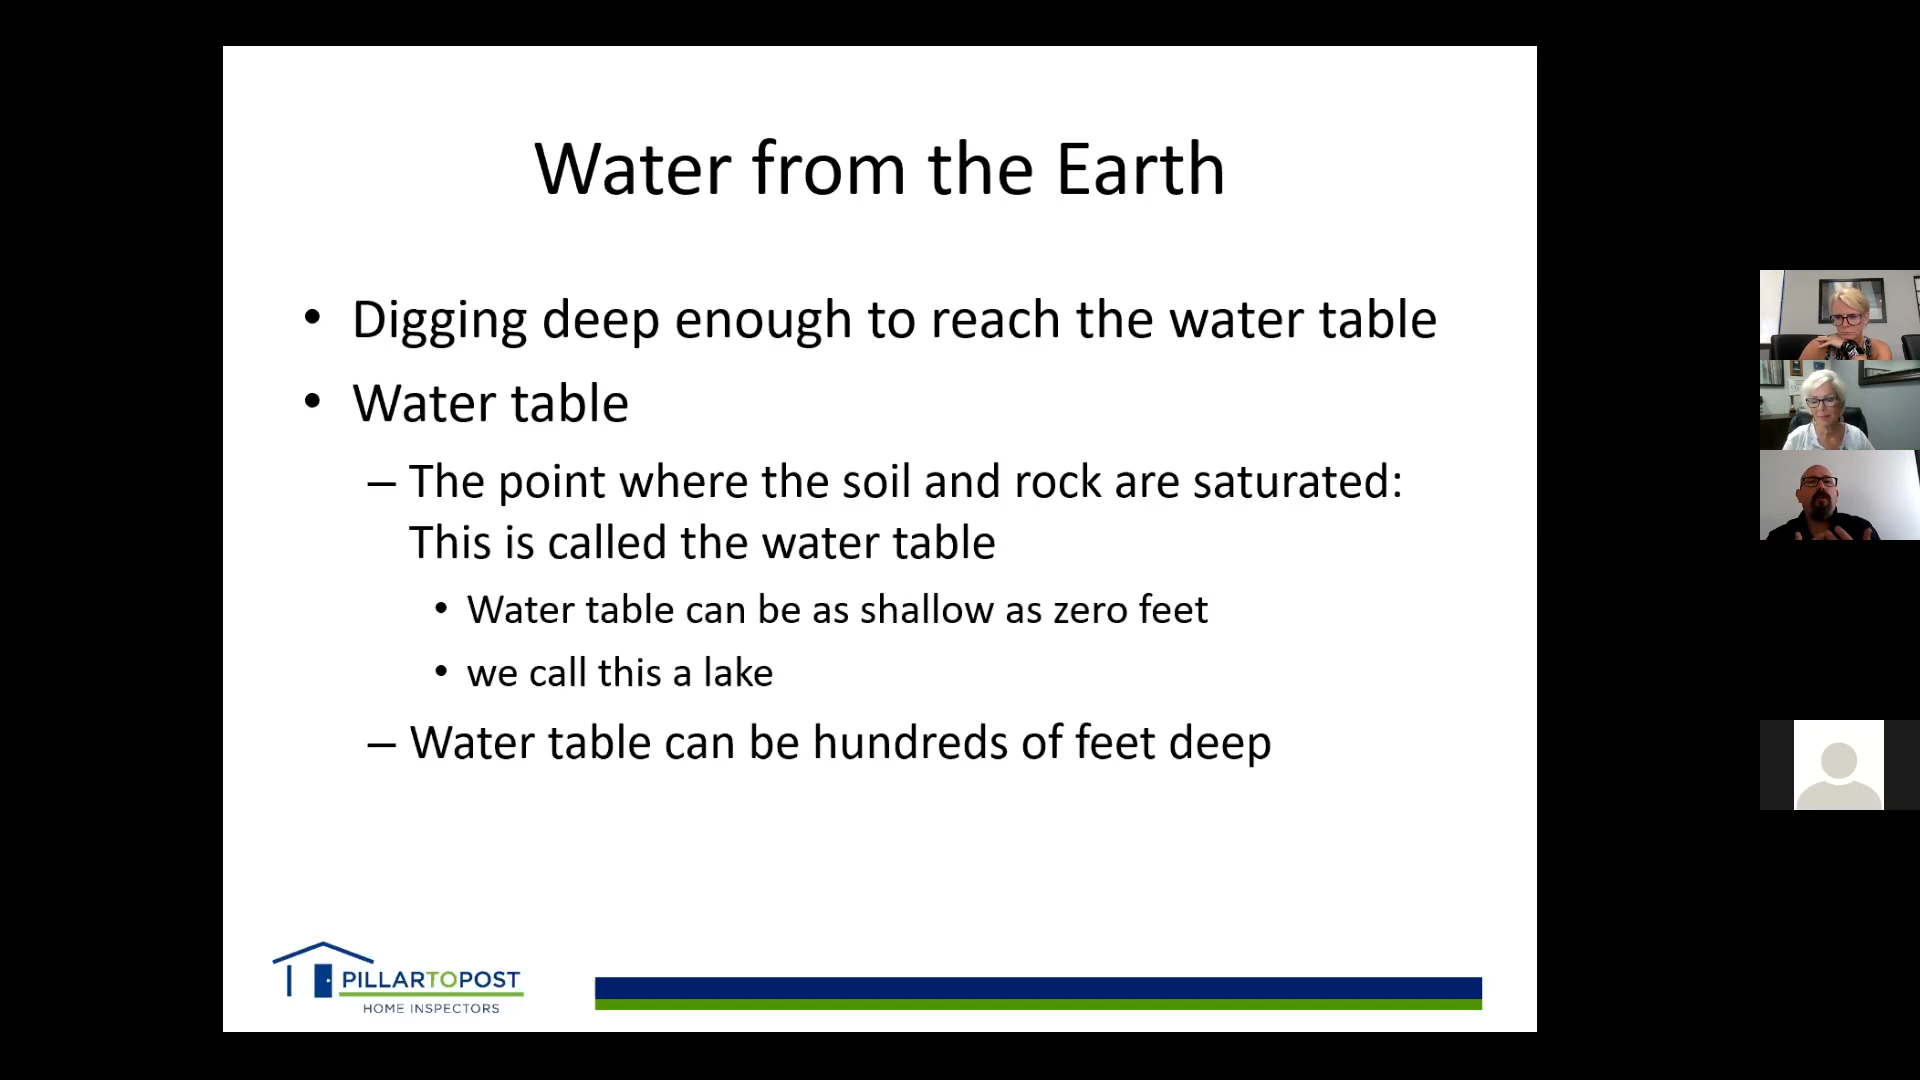 Water from the Earth
• Digging deep enough to reach the water table
• Water table
– The point where the soil and rock are saturated:
This is called the water table
• Water table can be as shallow as zero feet
• we call this a lake
– Water table can be hundreds of feet deep
PILLARTOPOST
HOME INSPECTORS